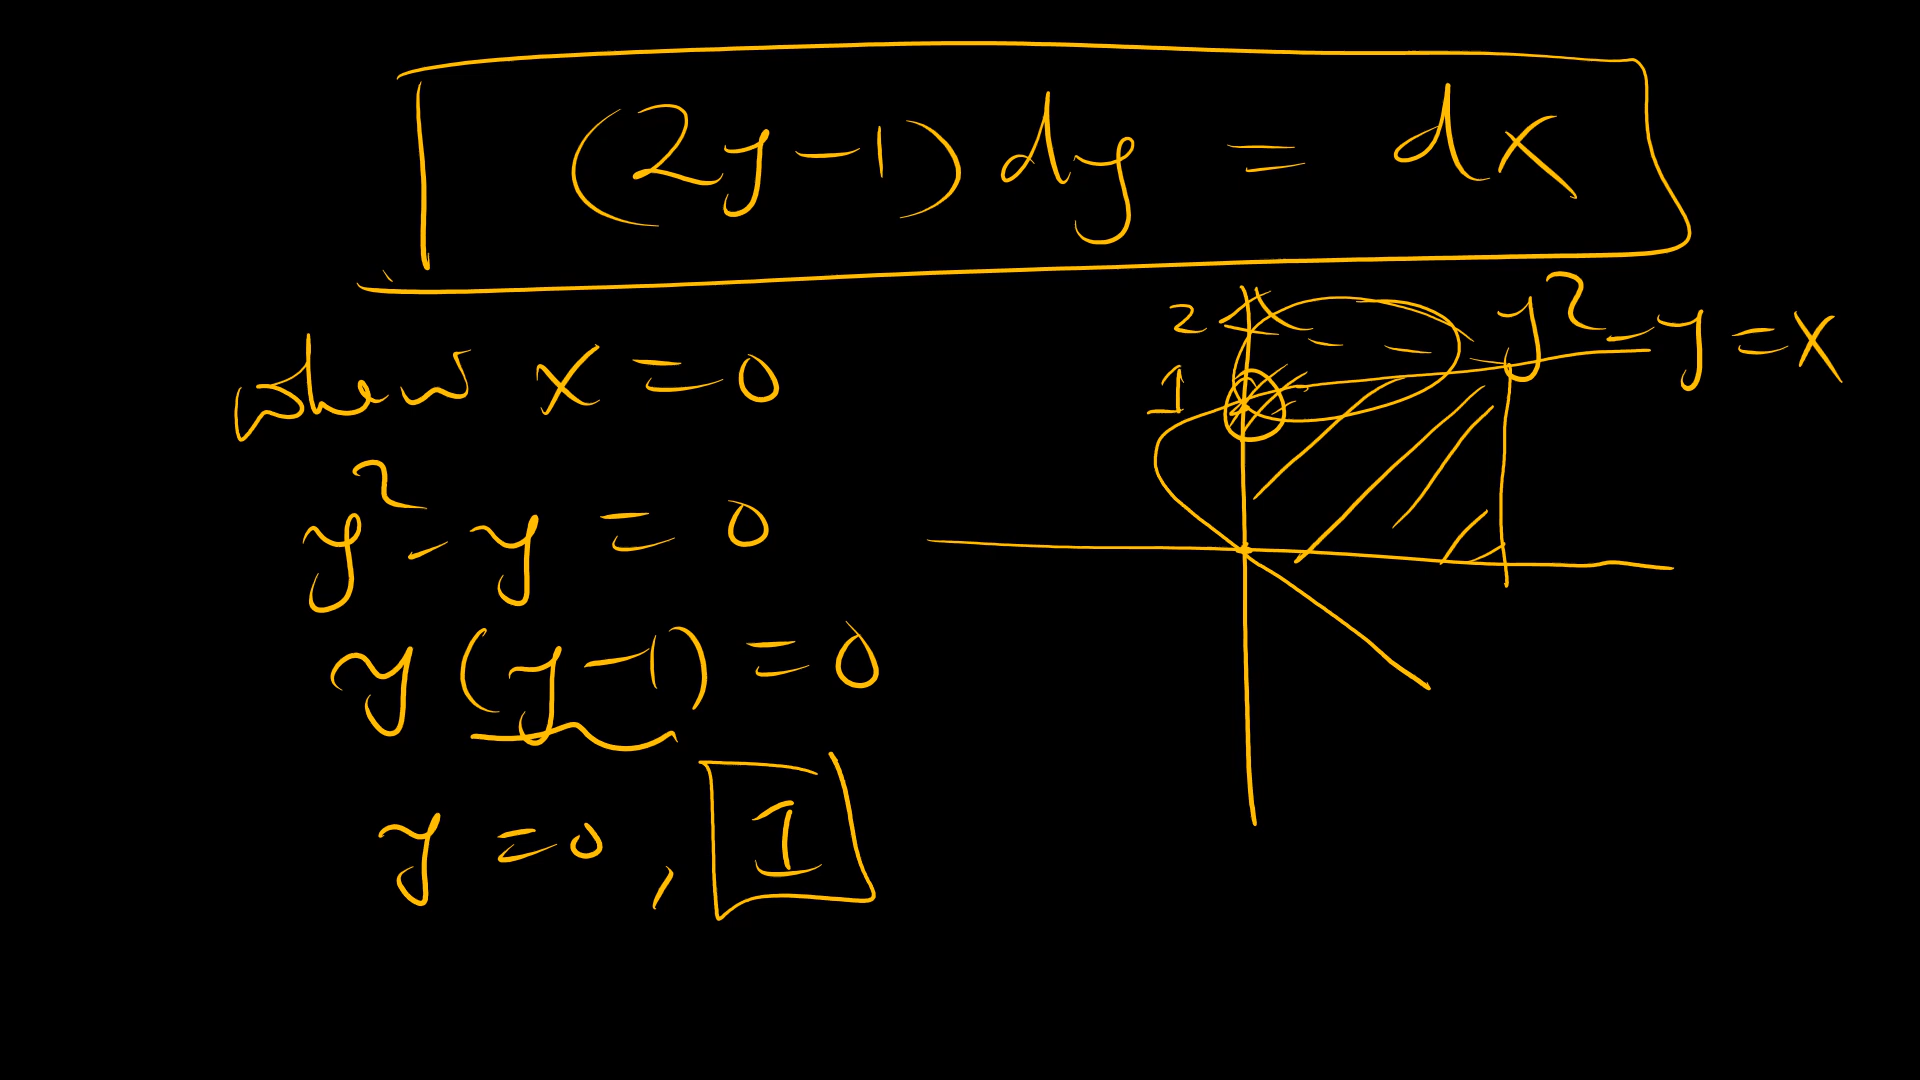 (2y-1) dy = dx
when x = 0
y² - y = 0
y (y-1) = 0
y = 0 , 1
2
1
y² - y = x